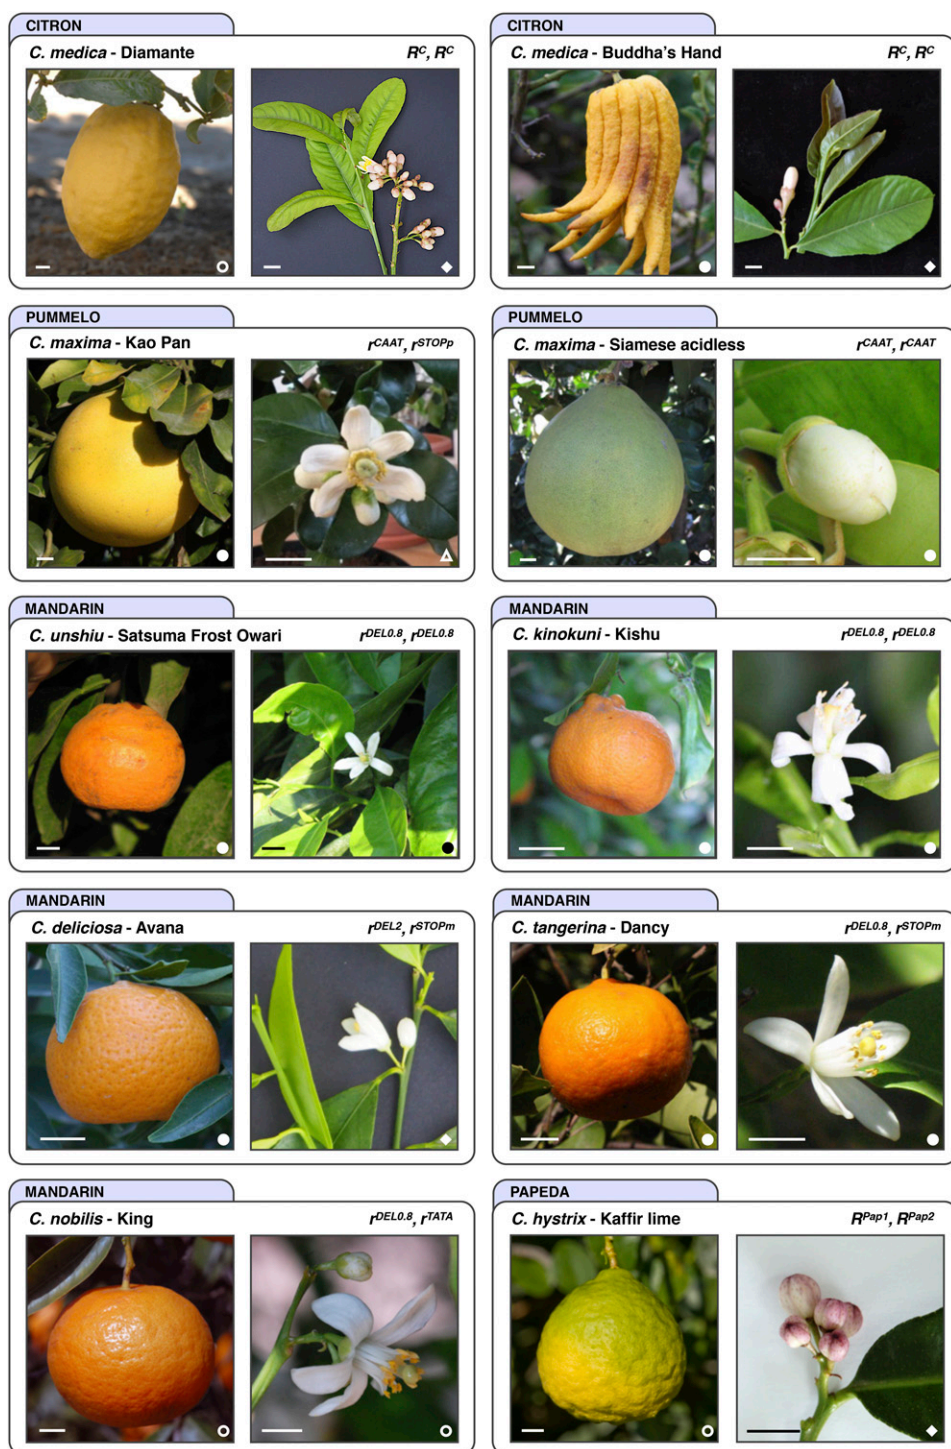 CITRON
C. medica - Diamante R^C, R^C
CITRON
C. medica - Buddha's Hand R^C, R^C
PUMMELO
C. maxima - Kao Pan r^CAAT, r^STOPp
PUMMELO
C. maxima - Siamese acidless r^CAAT, r^CAAT
MANDARIN
C. unshiu - Satsuma Frost Owari r^DEL0.8, r^DEL0.8
MANDARIN
C. kinokuni - Kishu r^DEL0.8, r^DEL0.8
MANDARIN
C. deliciosa - Avana r^DEL2, r^STOPm
MANDARIN
C. tangerina - Dancy r^DEL0.8, r^STOPm
MANDARIN
C. nobilis - King r^DEL0.8, r^TATA
PAPEDA
C. hystrix - Kaffir lime R^Pap1, R^Pap2